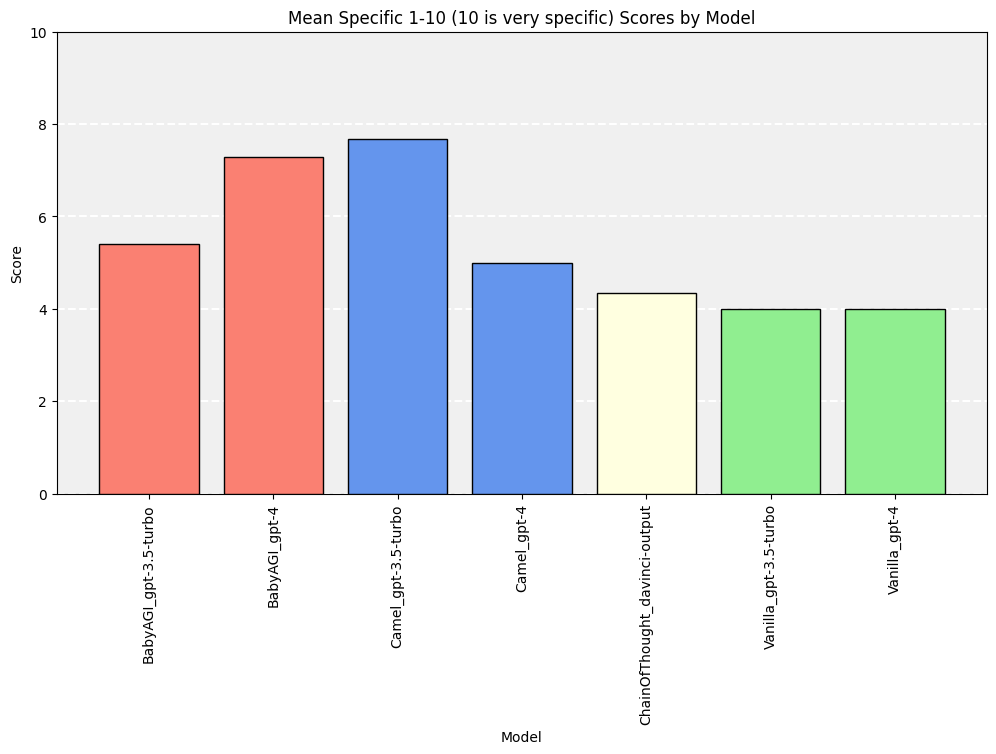 Mean Specific 1-10 (10 is very specific) Scores by Model
10
8
6
4
2
0
Score
BabyAGI_gpt-3.5-turbo
BabyAGI_gpt-4
Camel_gpt-3.5-turbo
Camel_gpt-4
ChainOfThought_davinci-output
Vanilla_gpt-3.5-turbo
Vanilla_gpt-4
Model